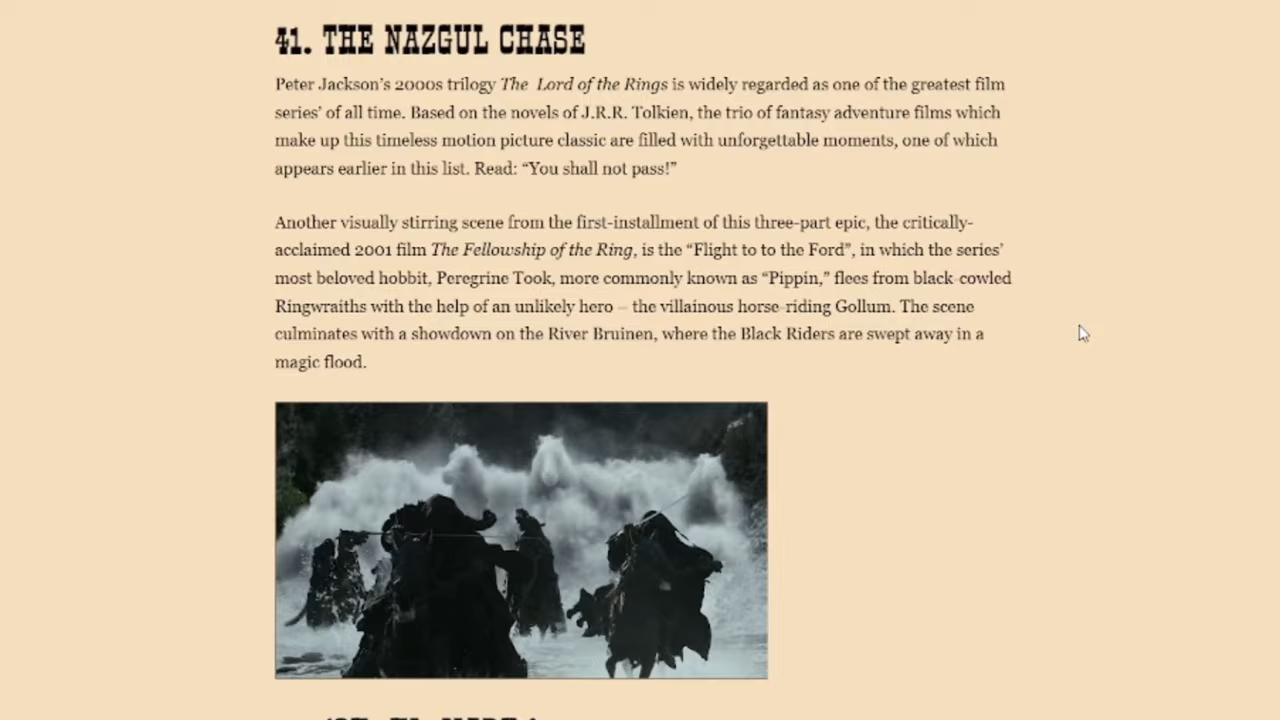 41. THE NAZGUL CHASE
Peter Jackson's 2000s trilogy The Lord of the Rings is widely regarded as one of the greatest film
series' of all time. Based on the novels of J.R.R. Tolkien, the trio of fantasy adventure films which
make up this timeless motion picture classic are filled with unforgettable moments, one of which
appears earlier in this list. Read: “You shall not pass!”
Another visually stirring scene from the first-installment of this three-part epic, the critically-
acclaimed 2001 film The Fellowship of the Ring, is the “Flight to to the Ford”, in which the series'
most beloved hobbit, Peregrine Took, more commonly known as “Pippin,” flees from black-cowled
Ringwraiths with the help of an unlikely hero – the villainous horse-riding Gollum. The scene
culminates with a showdown on the River Bruinen, where the Black Riders are swept away in a
magic flood.